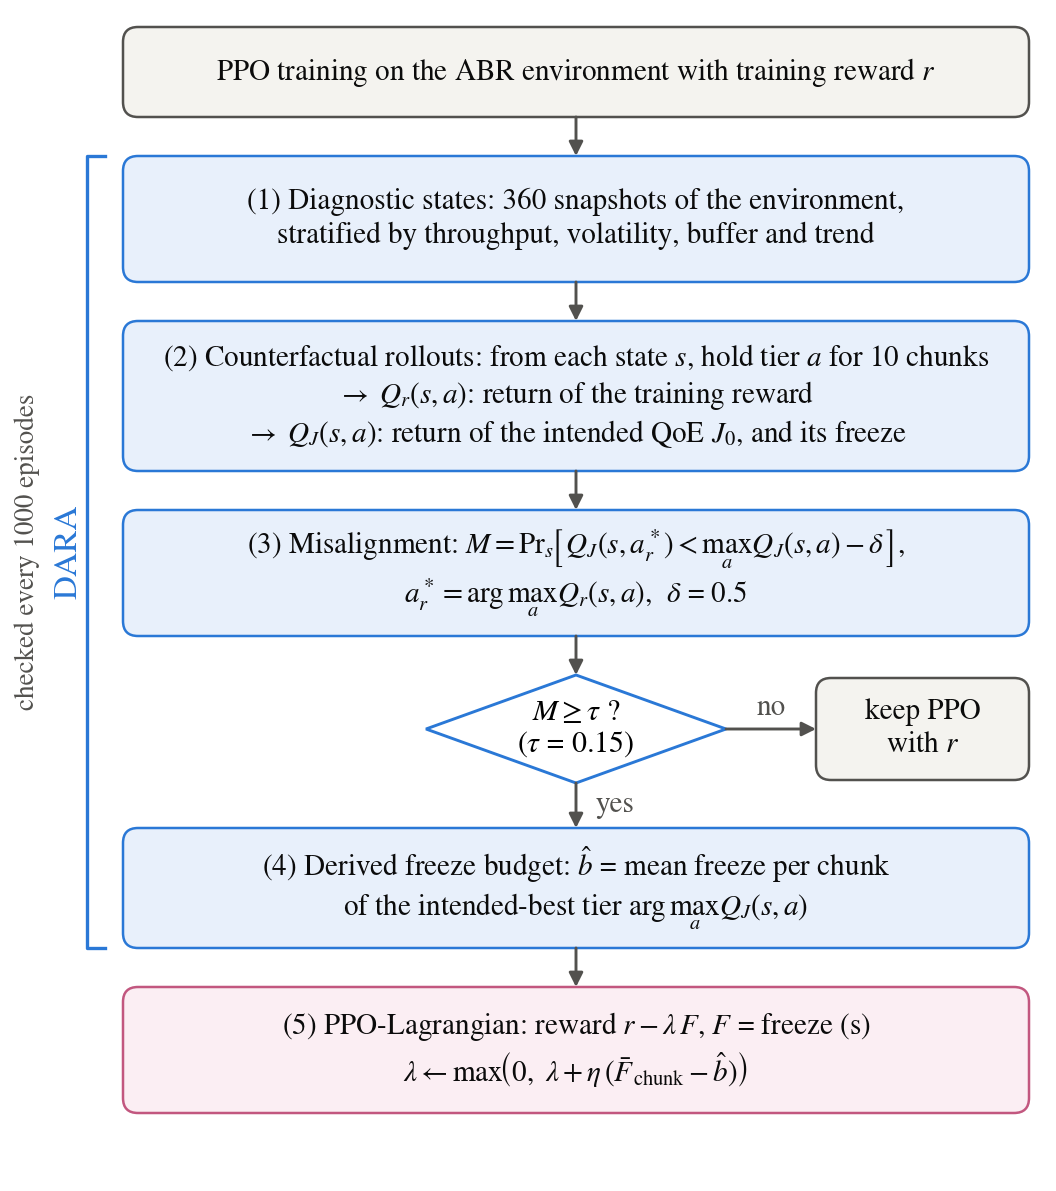 PPO training on the ABR environment with training reward r
(1) Diagnostic states: 360 snapshots of the environment,
stratified by throughput, volatility, buffer and trend
(2) Counterfactual rollouts: from each state s, hold tier a for 10 chunks
→ Q_r(s, a): return of the training reward
→ Q_J(s, a): return of the intended QoE J_0, and its freeze
(3) Misalignment: M = Pr_s[Q_J(s, a_r^*) < max_a Q_J(s, a) − δ],
a_r^* = arg max_a Q_r(s, a), δ = 0.5
M ≥ τ ?
(τ = 0.15)
no
keep PPO
with r
yes
(4) Derived freeze budget: b̂ = mean freeze per chunk
of the intended-best tier arg max_a Q_J(s, a)
(5) PPO-Lagrangian: reward r − λ F, F = freeze (s)
λ ← max(0, λ + η (F̄_chunk − b̂))
checked every 1000 episodes
DARA